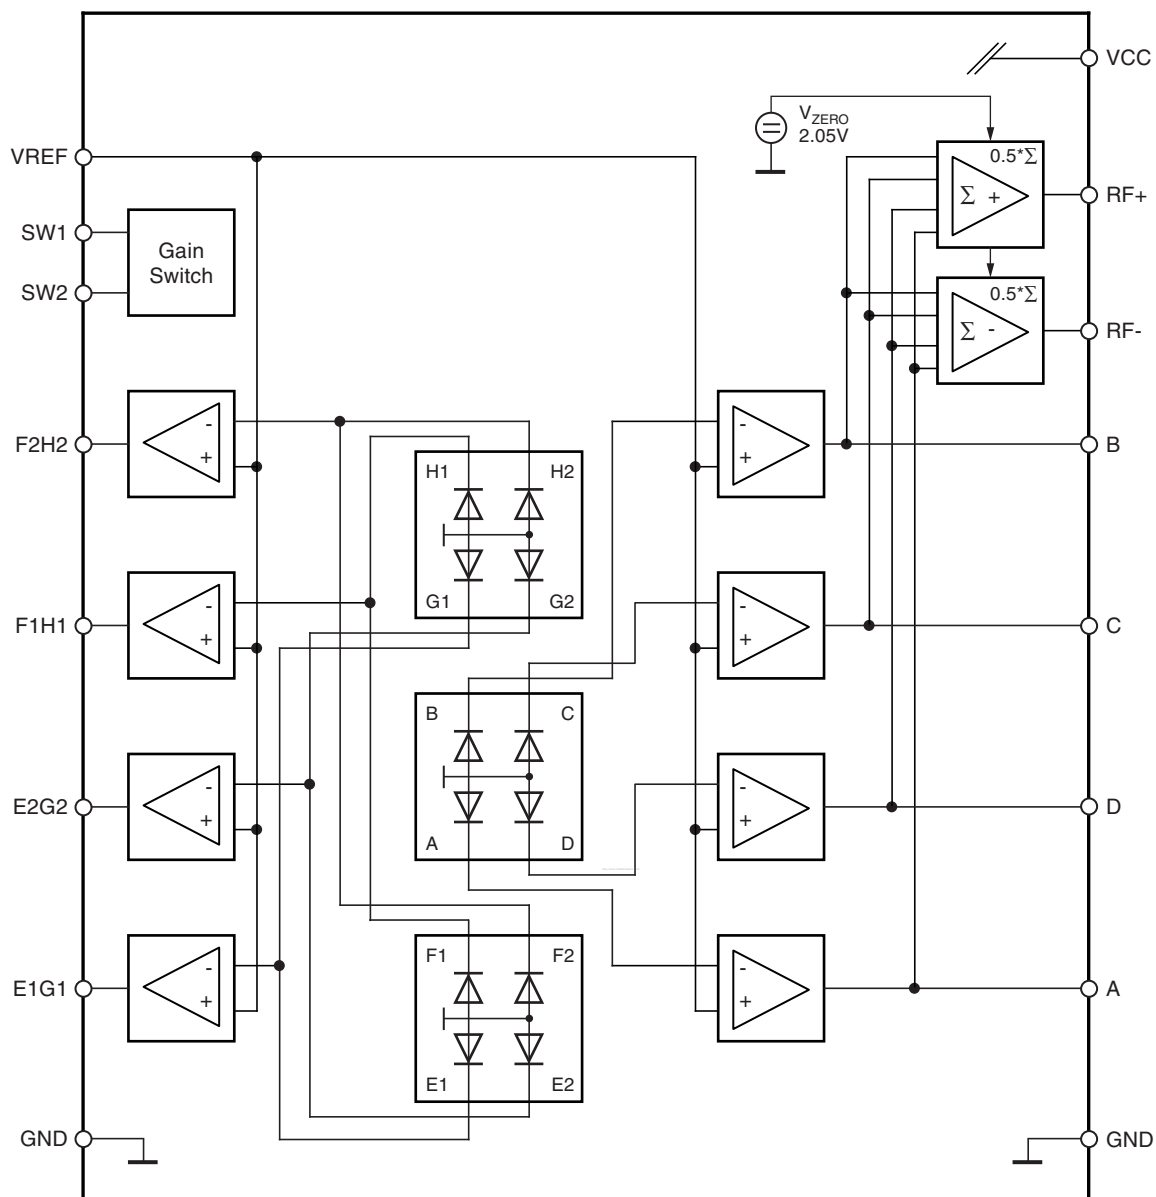 VCC
V_ZERO
2.05V
VREF
0.5*Σ
Σ +
RF+
SW1
Gain
Switch
SW2
0.5*Σ
Σ -
RF-
F2H2
-
+
H1
H2
-
+
B
G1
G2
F1H1
-
+
-
+
C
B
C
E2G2
-
+
A
D
-
+
D
F1
F2
E1G1
-
+
-
+
A
E1
E2
GND
GND